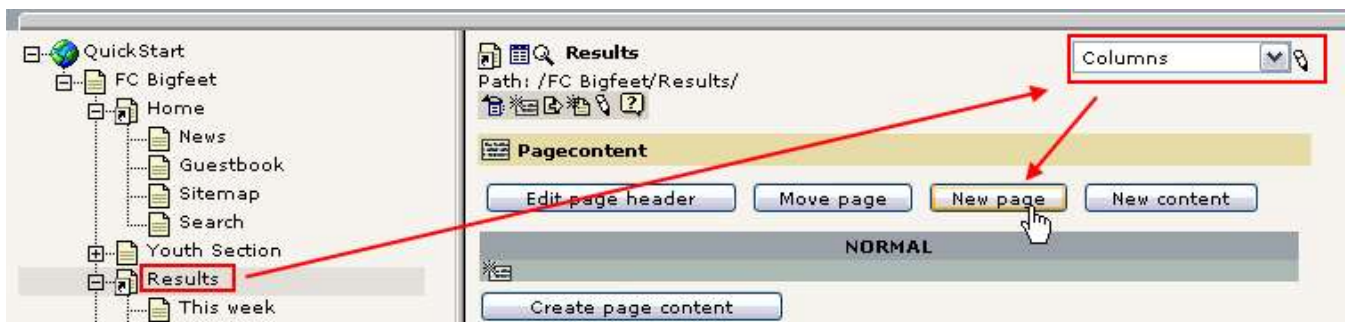 QuickStart
FC Bigfeet
Home
News
Guestbook
Sitemap
Search
Youth Section
Results
This week
Results
Columns
Path: /FC Bigfeet/Results/
Pagecontent
Edit page header Move page New page New content
NORMAL
Create page content